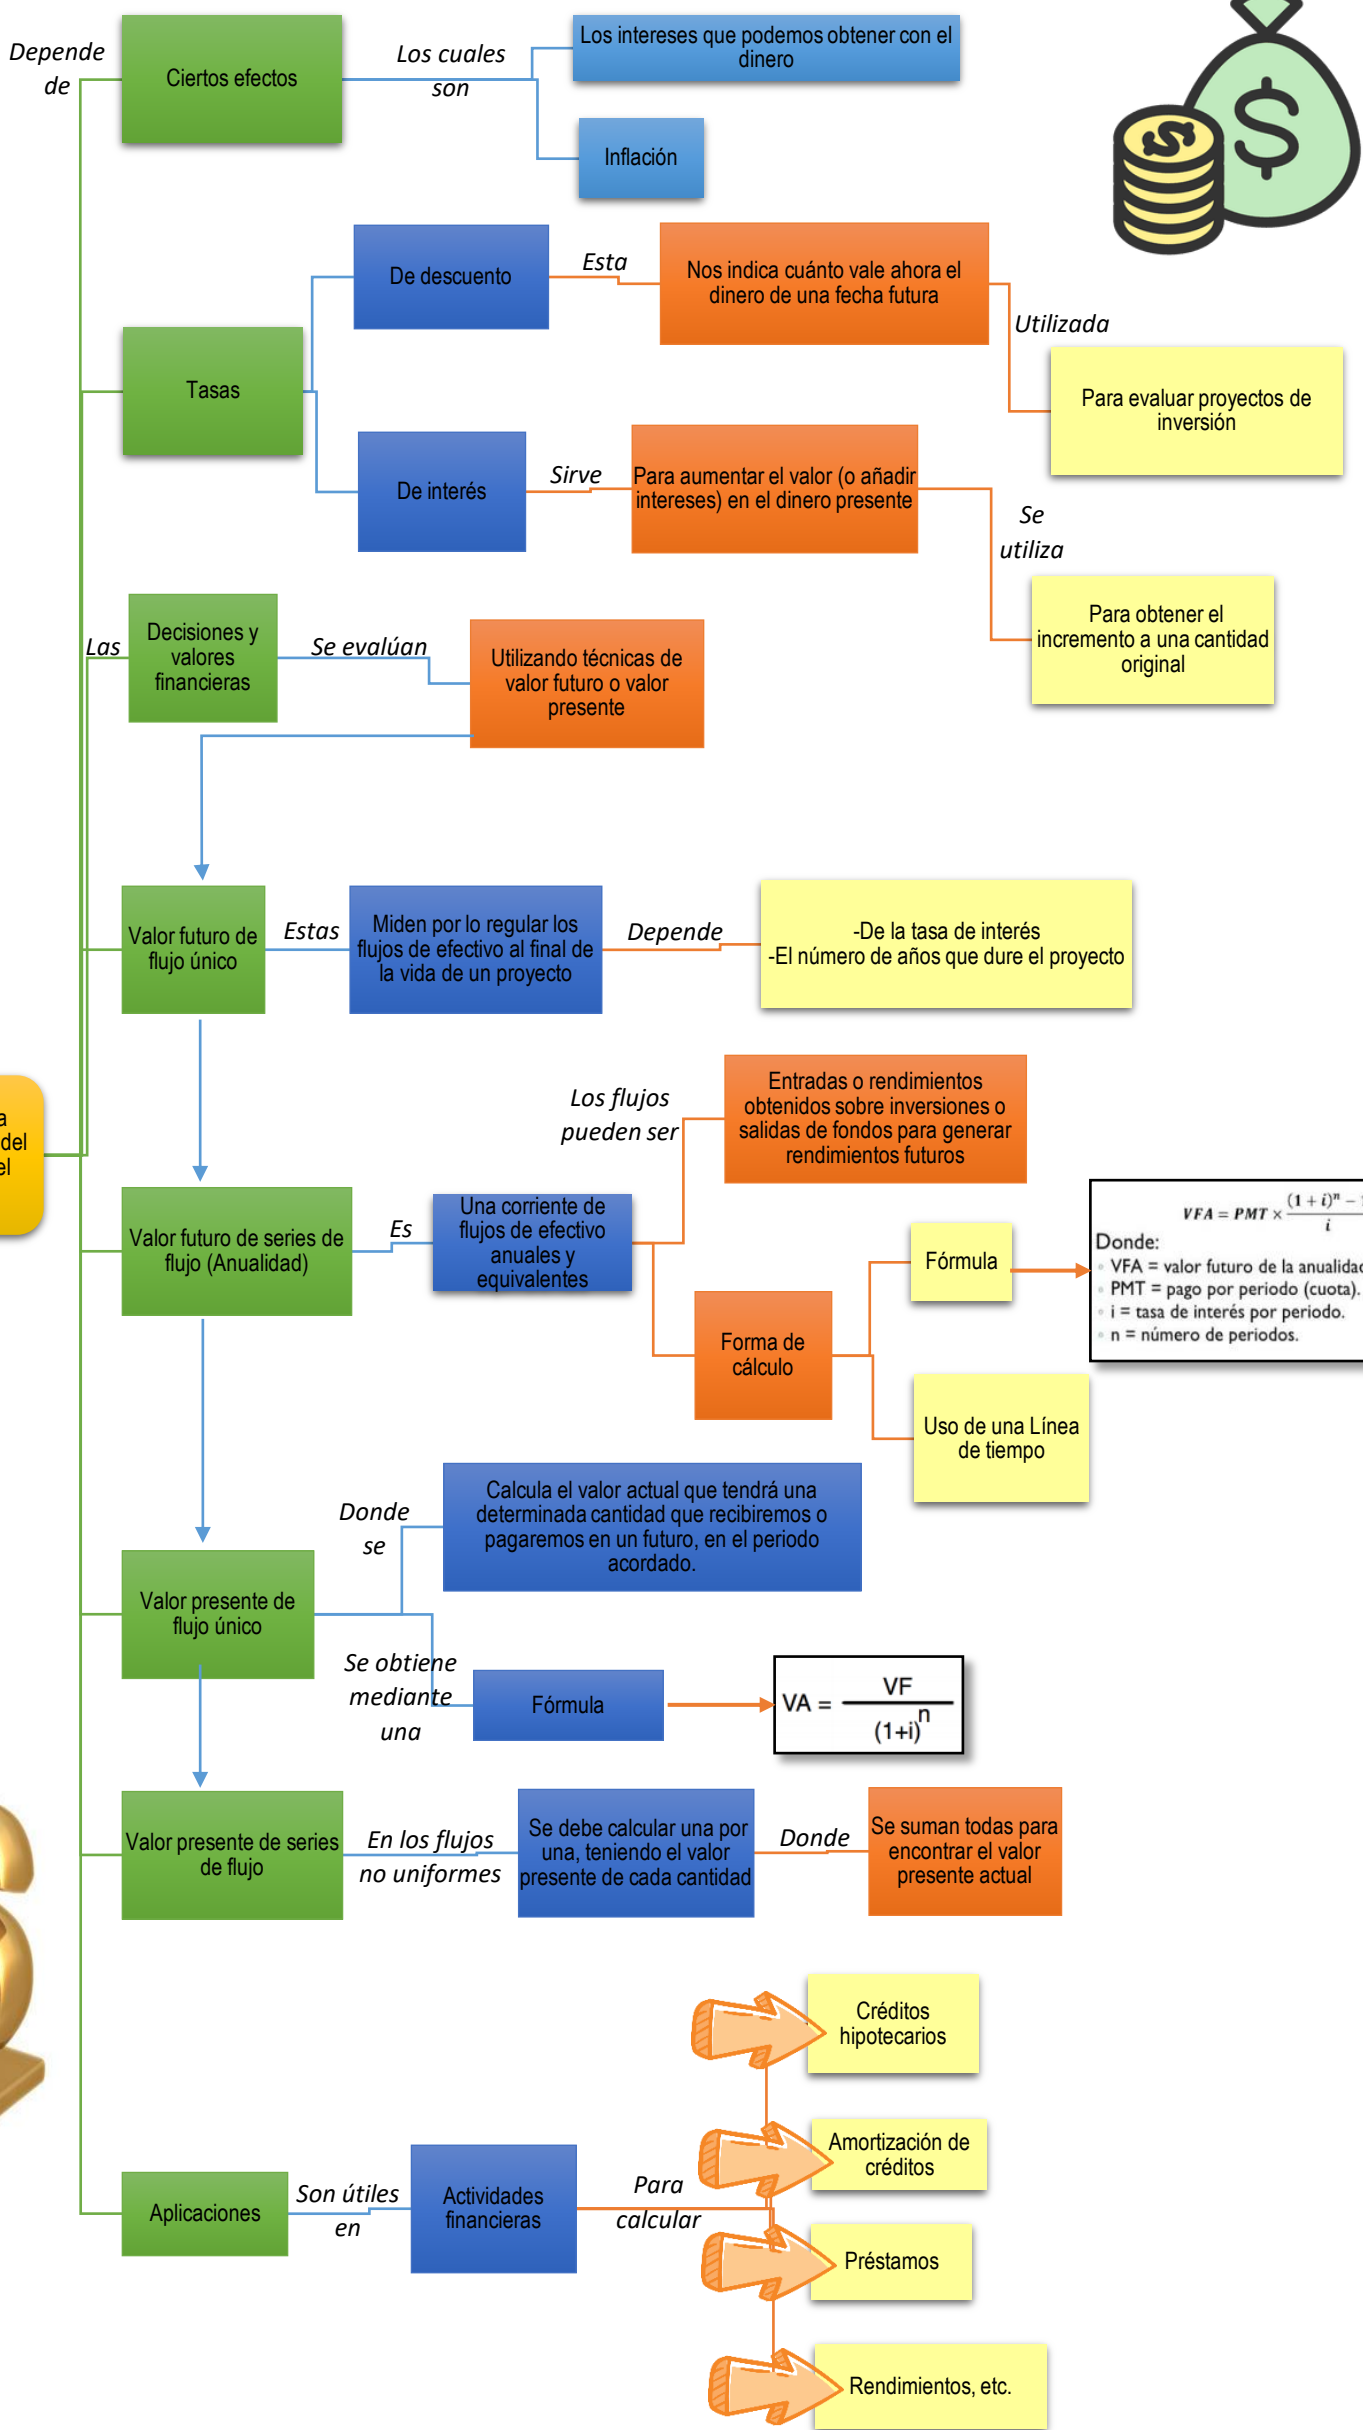 Depende
de
Ciertos efectos
Los cuales
son
Los intereses que podemos obtener con el
dinero
Inflación
Tasas
De descuento
Esta
Nos indica cuánto vale ahora el
dinero de una fecha futura
Utilizada
Para evaluar proyectos de
inversión
De interés
Sirve
Para aumentar el valor (o añadir
intereses) en el dinero presente
Se
utiliza
Para obtener el
incremento a una cantidad
original
Las
Decisiones y
valores
financieras
Se evalúan
Utilizando técnicas de
valor futuro o valor
presente
Valor futuro de
flujo único
Estas
Miden por lo regular los
flujos de efectivo al final de
la vida de un proyecto
Depende
-De la tasa de interés
-El número de años que dure el proyecto
del
Valor futuro de series de
flujo (Anualidad)
Es
Una corriente de
flujos de efectivo
anuales y
equivalentes
Los flujos
pueden ser
Entradas o rendimientos
obtenidos sobre inversiones o
salidas de fondos para generar
rendimientos futuros
Forma de
cálculo
Fórmula
VFA = PMT × (1 + i)^n −
i
Donde:
VFA = valor futuro de la anualidad
PMT = pago por periodo (cuota).
i = tasa de interés por periodo.
n = número de periodos.
Uso de una Línea
de tiempo
Valor presente de
flujo único
Donde
se
Calcula el valor actual que tendrá una
determinada cantidad que recibiremos o
pagaremos en un futuro, en el periodo
acordado.
Se obtiene
mediante
una
Fórmula
VA = VF
(1+i)^n
Valor presente de series
de flujo
En los flujos
no uniformes
Se debe calcular una por
una, teniendo el valor
presente de cada cantidad
Donde
Se suman todas para
encontrar el valor
presente actual
Aplicaciones
Son útiles
en
Actividades
financieras
Para
calcular
Créditos
hipotecarios
Amortización de
créditos
Préstamos
Rendimientos, etc.